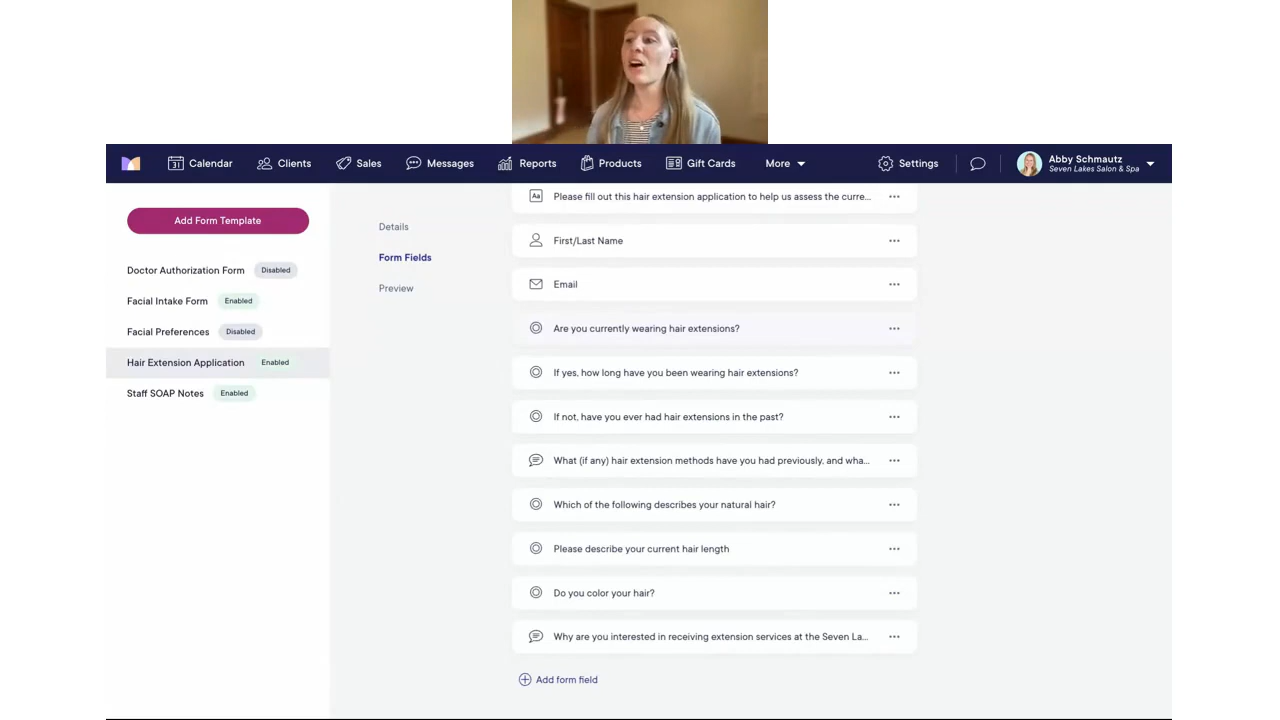 31 Calendar Clients Sales Messages Reports Products Gift Cards More Settings Abby Schmautz
Seven Lakes Salon & Spa
Add Form Template
Doctor Authorization Form Disabled
Facial Intake Form Enabled
Facial Preferences Disabled
Hair Extension Application Enabled
Staff SOAP Notes Enabled
Details
Form Fields
Preview
Aa Please fill out this hair extension application to help us assess the curre...
First/Last Name
Email
Are you currently wearing hair extensions?
If yes, how long have you been wearing hair extensions?
If not, have you ever had hair extensions in the past?
What (if any) hair extension methods have you had previously, and wha...
Which of the following describes your natural hair?
Please describe your current hair length
Do you color your hair?
Why are you interested in receiving extension services at the Seven La...
Add form field